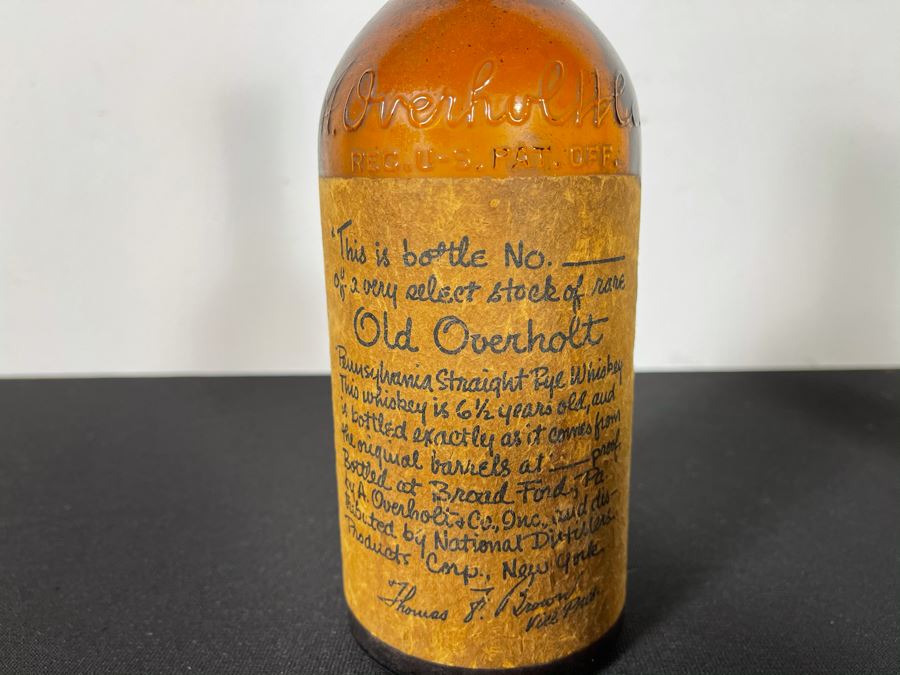 A. Overholt & Co.
REG. U.S. PAT. OFF.
"This is bottle No. ____
of a very select stock of rare
Old Overholt
Pennsylvania Straight Rye Whiskey
This whiskey is 6½ years old, and
is bottled exactly as it comes from
the original barrels at ____ proof
Bottled at Broad Ford, Pa.
by A. Overholt & Co., Inc., and dis-
tributed by National Distillers
Products Corp., New York
Thomas F. Brown
Vice Pres.